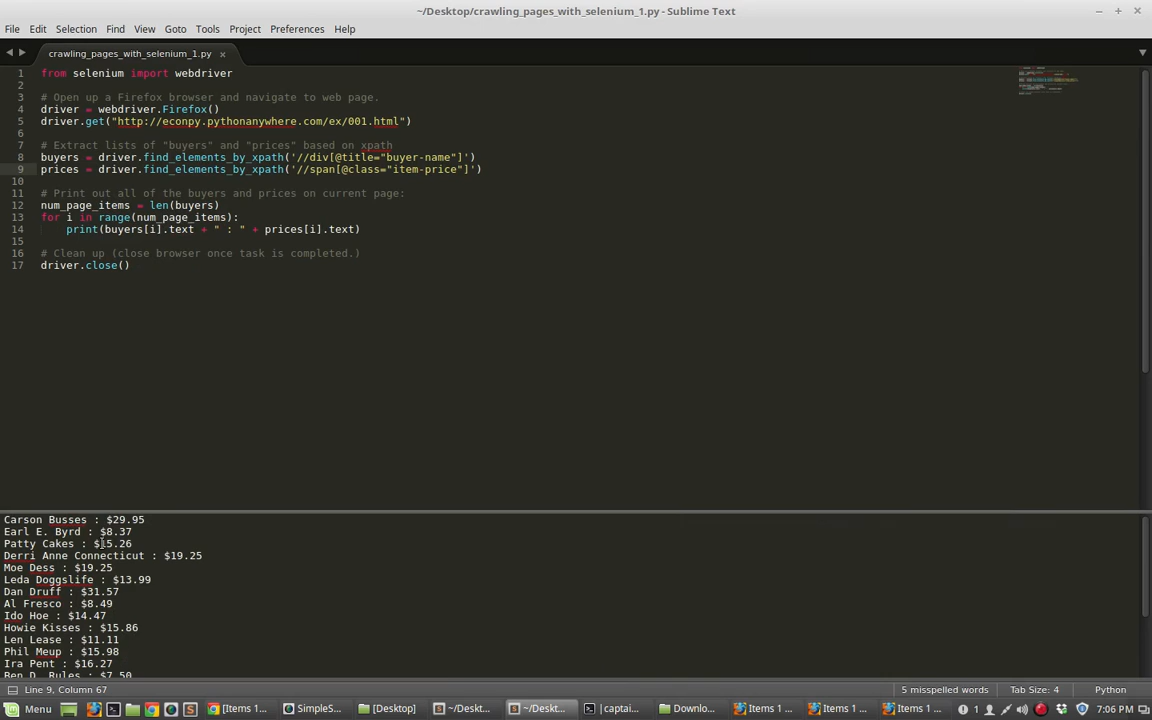 ~/Desktop/crawling_pages_with_selenium_1.py - Sublime Text
File Edit Selection Find View Goto Tools Project Preferences Help
crawling_pages_with_selenium_1.py ×
1 from selenium import webdriver
2
3 # Open up a Firefox browser and navigate to web page.
4 driver = webdriver.Firefox()
5 driver.get("http://econpy.pythonanywhere.com/ex/001.html")
6
7 # Extract lists of "buyers" and "prices" based on xpath
8 buyers = driver.find_elements_by_xpath('//div[@title="buyer-name"]')
9 prices = driver.find_elements_by_xpath('//span[@class="item-price"]')
10
11 # Print out all of the buyers and prices on current page:
12 num_page_items = len(buyers)
13 for i in range(num_page_items):
14     print(buyers[i].text + " : " + prices[i].text)
15
16 # Clean up (close browser once task is completed.)
17 driver.close()
Carson Busses : $29.95
Earl E. Byrd : $8.37
Patty Cakes : $15.26
Derri Anne Connecticut : $19.25
Moe Dess : $19.25
Leda Doggslife : $13.99
Dan Druff : $31.57
Al Fresco : $8.49
Ido Hoe : $14.47
Howie Kisses : $15.86
Len Lease : $11.11
Phil Meup : $15.98
Ira Pent : $16.27
Ben D. Rules : $7.50
Line 9, Column 67 5 misspelled words Tab Size: 4 Python
Menu [Items 1... SimpleS... [Desktop] ~/Deskt... ~/Deskt... [captai... Downlo... Items 1 ... Items 1 ... Items 1 ... 1 7:06 PM